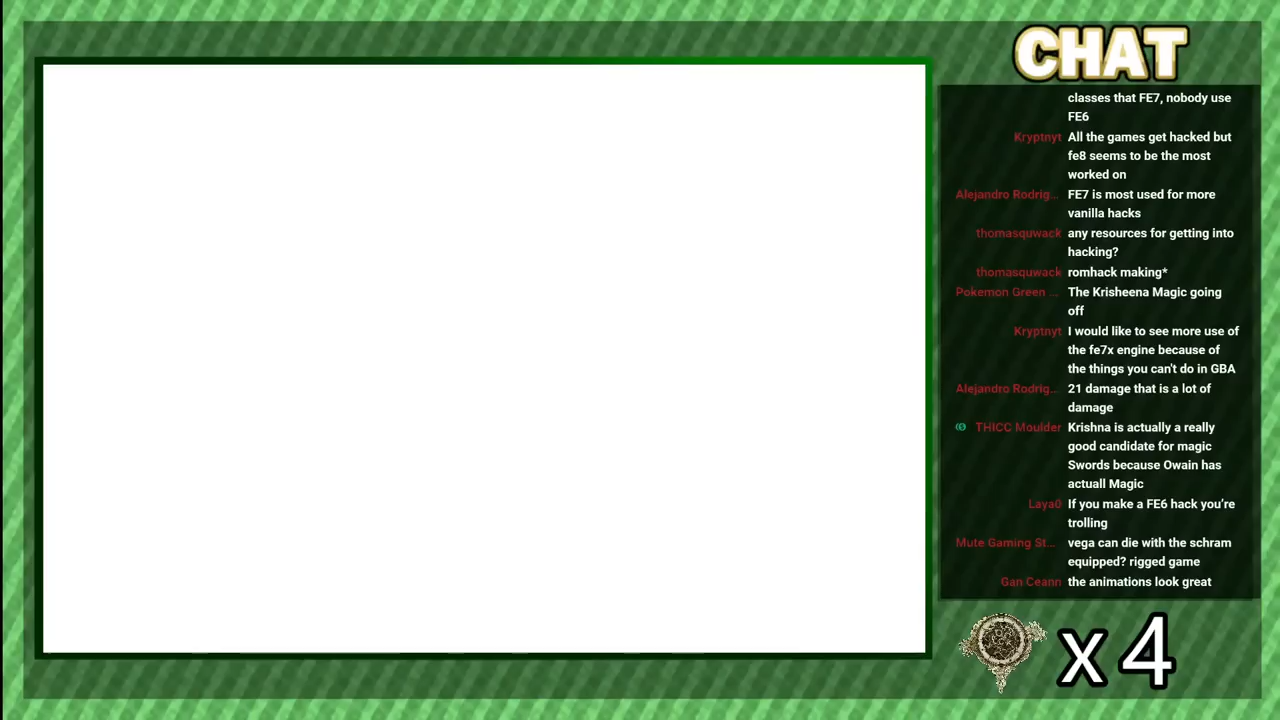 CHAT
classes that FE7, nobody use
FE6
Kryptnyt All the games get hacked but
fe8 seems to be the most
worked on
Alejandro Rodrig... FE7 is most used for more
vanilla hacks
thomasquwack any resources for getting into
hacking?
thomasquwack romhack making*
Pokemon Green ... The Krisheena Magic going
off
Kryptnyt I would like to see more use of
the fe7x engine because of
the things you can't do in GBA
Alejandro Rodrig... 21 damage that is a lot of
damage
THICC Moulder Krishna is actually a really
good candidate for magic
Swords because Owain has
actuall Magic
Laya0 If you make a FE6 hack you're
trolling
Mute Gaming St... vega can die with the schram
equipped? rigged game
Gan Ceann the animations look great
x 4